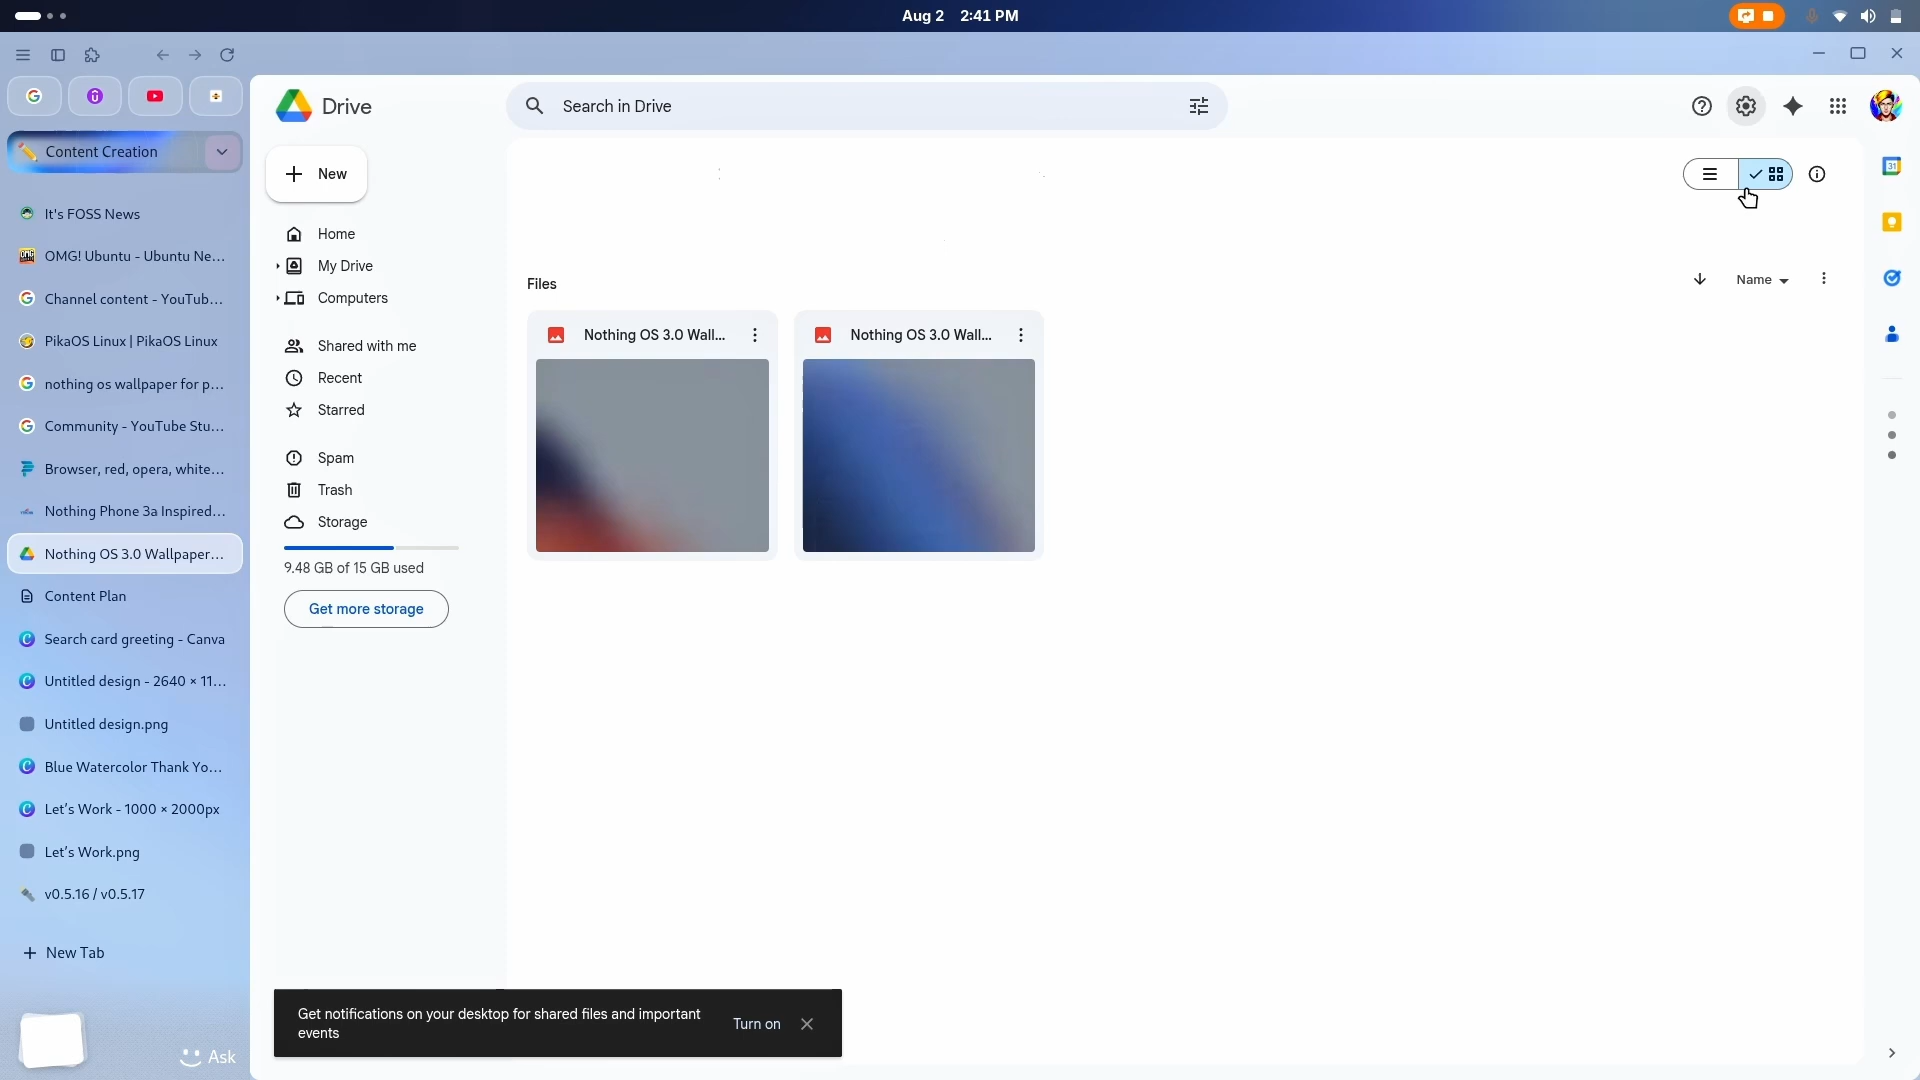 Aug 2 2:41 PM
Content Creation
It's FOSS News
OMG! Ubuntu - Ubuntu Ne...
Channel content - YouTub...
PikaOS Linux | PikaOS Linux
nothing os wallpaper for p...
Community - YouTube Stu...
Browser, red, opera, white...
Nothing Phone 3a Inspired...
Nothing OS 3.0 Wallpaper...
Content Plan
Search card greeting - Canva
Untitled design - 2640 × 11...
Untitled design.png
Blue Watercolor Thank Yo...
Let's Work - 1000 × 2000px
Let's Work.png
v0.5.16 / v0.5.17
New Tab
Ask
Drive
Search in Drive
New
Home
My Drive
Computers
Shared with me
Recent
Starred
Spam
Trash
Storage
9.48 GB of 15 GB used
Get more storage
Files
Name
Nothing OS 3.0 Wall...
Nothing OS 3.0 Wall...
31
Get notifications on your desktop for shared files and important
events
Turn on